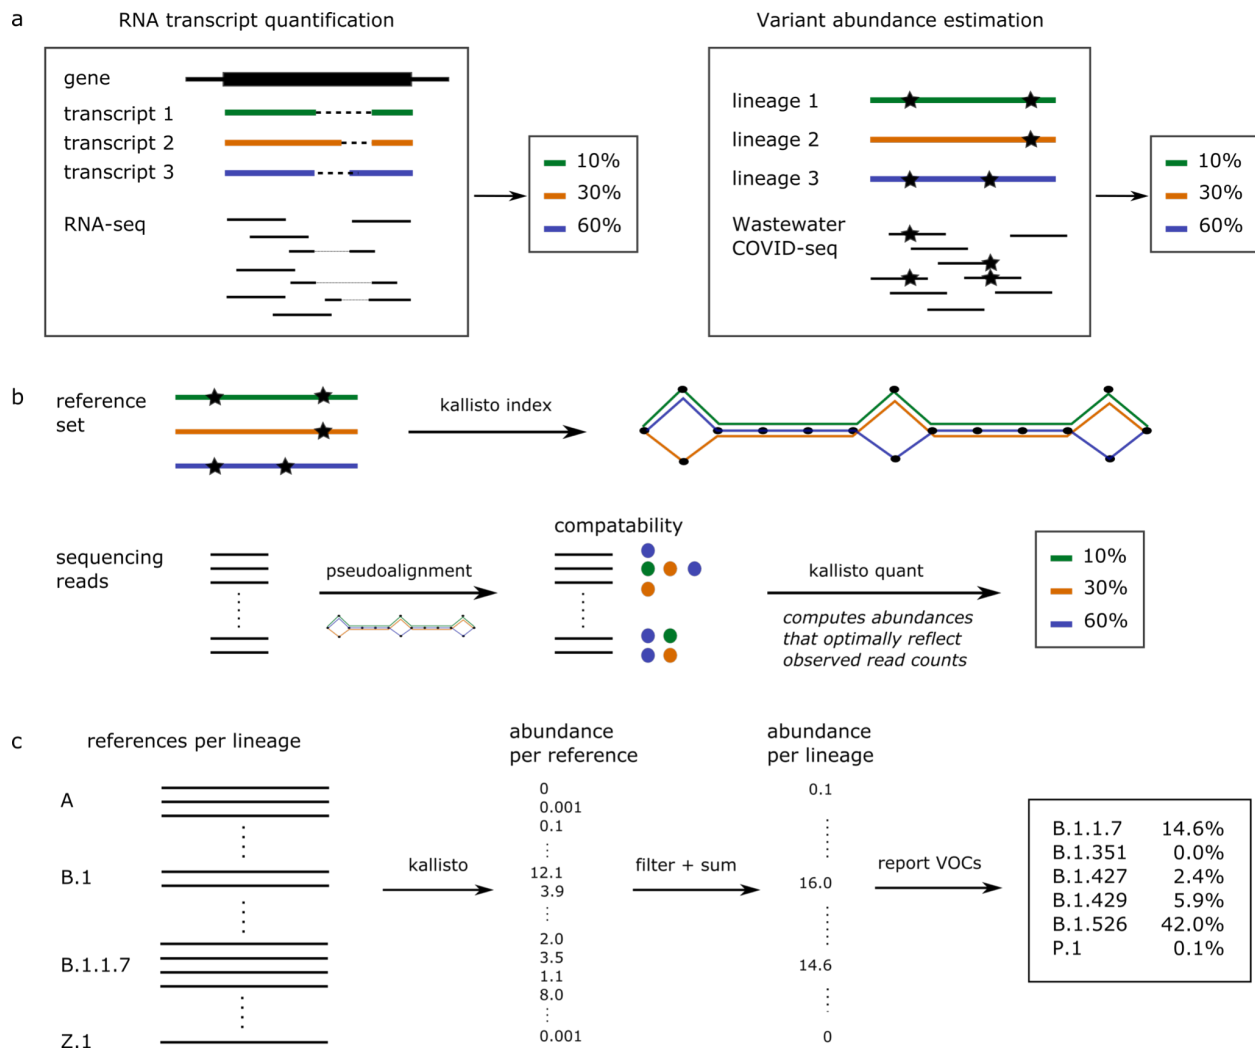 a
RNA transcript quantification
Variant abundance estimation
gene
transcript 1
transcript 2
transcript 3
RNA-seq
10%
30%
60%
lineage 1
lineage 2
lineage 3
Wastewater
COVID-seq
10%
30%
60%
b
reference
set
kallisto index
sequencing
reads
pseudoalignment
compatability
kallisto quant
computes abundances
that optimally reflect
observed read counts
10%
30%
60%
c
references per lineage
abundance
per reference
abundance
per lineage
A
B.1
B.1.1.7
Z.1
kallisto
0
0.001
0.1
12.1
3.9
2.0
3.5
1.1
8.0
0.001
filter + sum
0.1
16.0
14.6
0
report VOCs
B.1.1.7 14.6%
B.1.351 0.0%
B.1.427 2.4%
B.1.429 5.9%
B.1.526 42.0%
P.1 0.1%